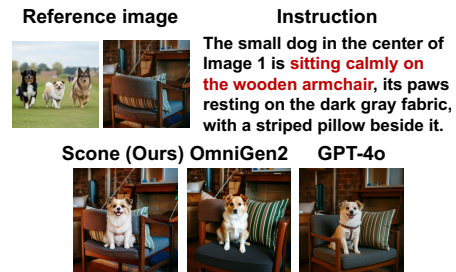 Reference image
Instruction
The small dog in the center of
Image 1 is sitting calmly on
the wooden armchair, its paws
resting on the dark gray fabric,
with a striped pillow beside it.
Scone (Ours) OmniGen2 GPT-4o